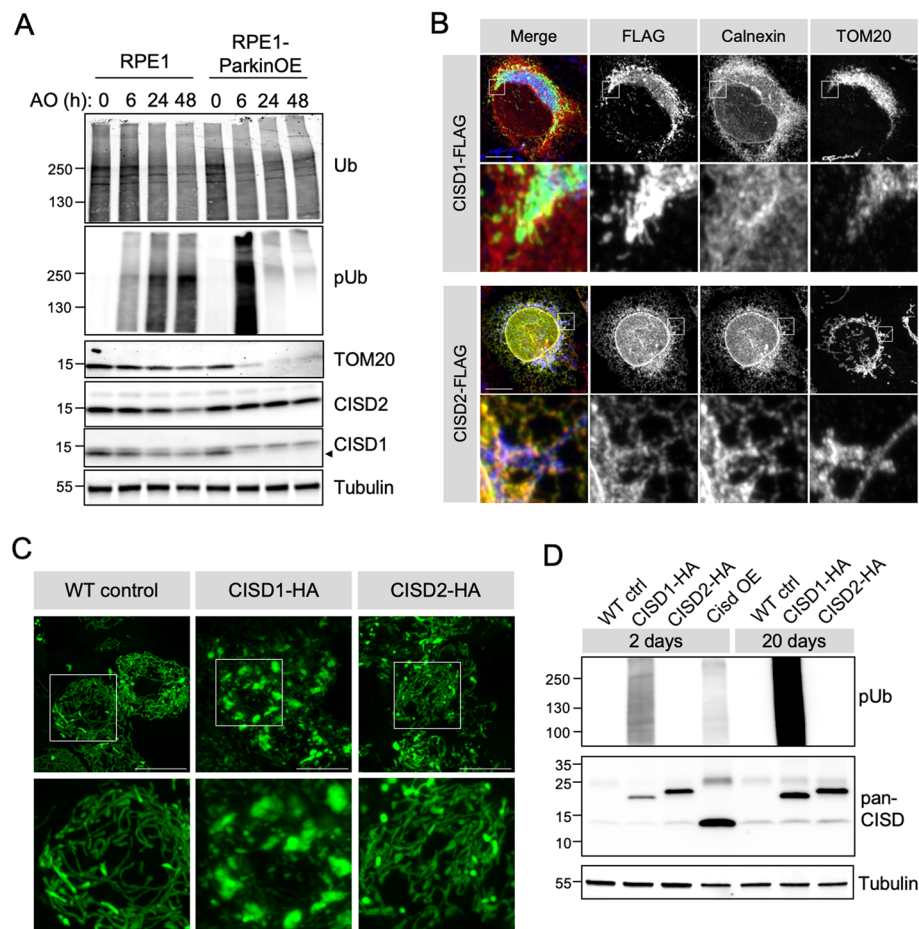 A
RPE1
RPE1-
ParkinOE
AO (h): 0 6 24 48 0 6 24 48
250
130
Ub
250
130
pUb
15
TOM20
15
CISD2
15
CISD1
55
Tubulin
B
Merge FLAG Calnexin TOM20
CISD1-FLAG
CISD2-FLAG
C
WT control CISD1-HA CISD2-HA
D
WT ctrl CISD1-HA CISD2-HA Cisd OE WT ctrl CISD1-HA CISD2-HA
2 days 20 days
250
130
100
pUb
35
25
15
10
pan-
CISD
55
Tubulin